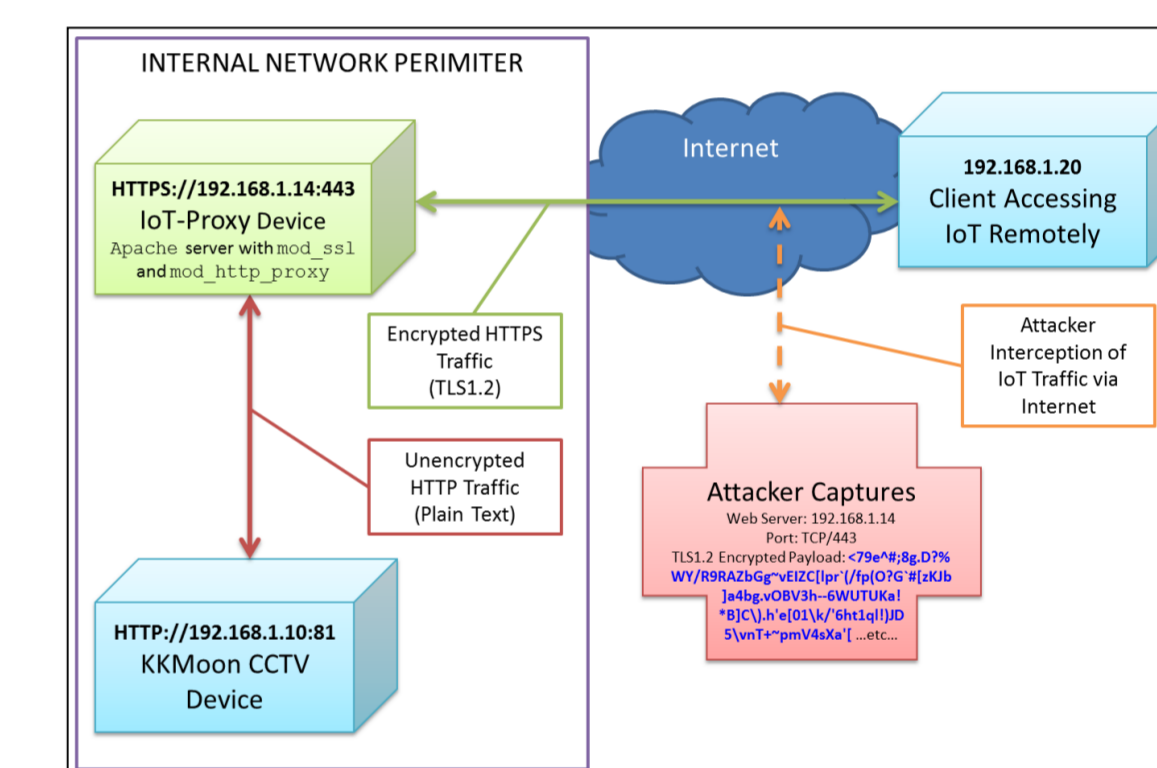 INTERNAL NETWORK PERIMITER
HTTPS://192.168.1.14:443
IoT-Proxy Device
Apache server with mod_ssl
and mod_http_proxy
Internet
192.168.1.20
Client Accessing
IoT Remotely
Encrypted HTTPS
Traffic
(TLS1.2)
Attacker
Interception of
IoT Traffic via
Internet
Unencrypted
HTTP Traffic
(Plain Text)
Attacker Captures
Web Server: 192.168.1.14
Port: TCP/443
TLS1.2 Encrypted Payload: <79e^#;8g.D?%
WY/R9RAZbGg~vEIZC[lpr`(/fp(O?G`#[zKJb
]a4bg.vOBV3h--6WUTUKa!
*B]C\).h'e[01\k/'6ht1ql!)JD
5\vnT+~pmV4sXa'[ ...etc...
HTTP://192.168.1.10:81
KKMoon CCTV
Device